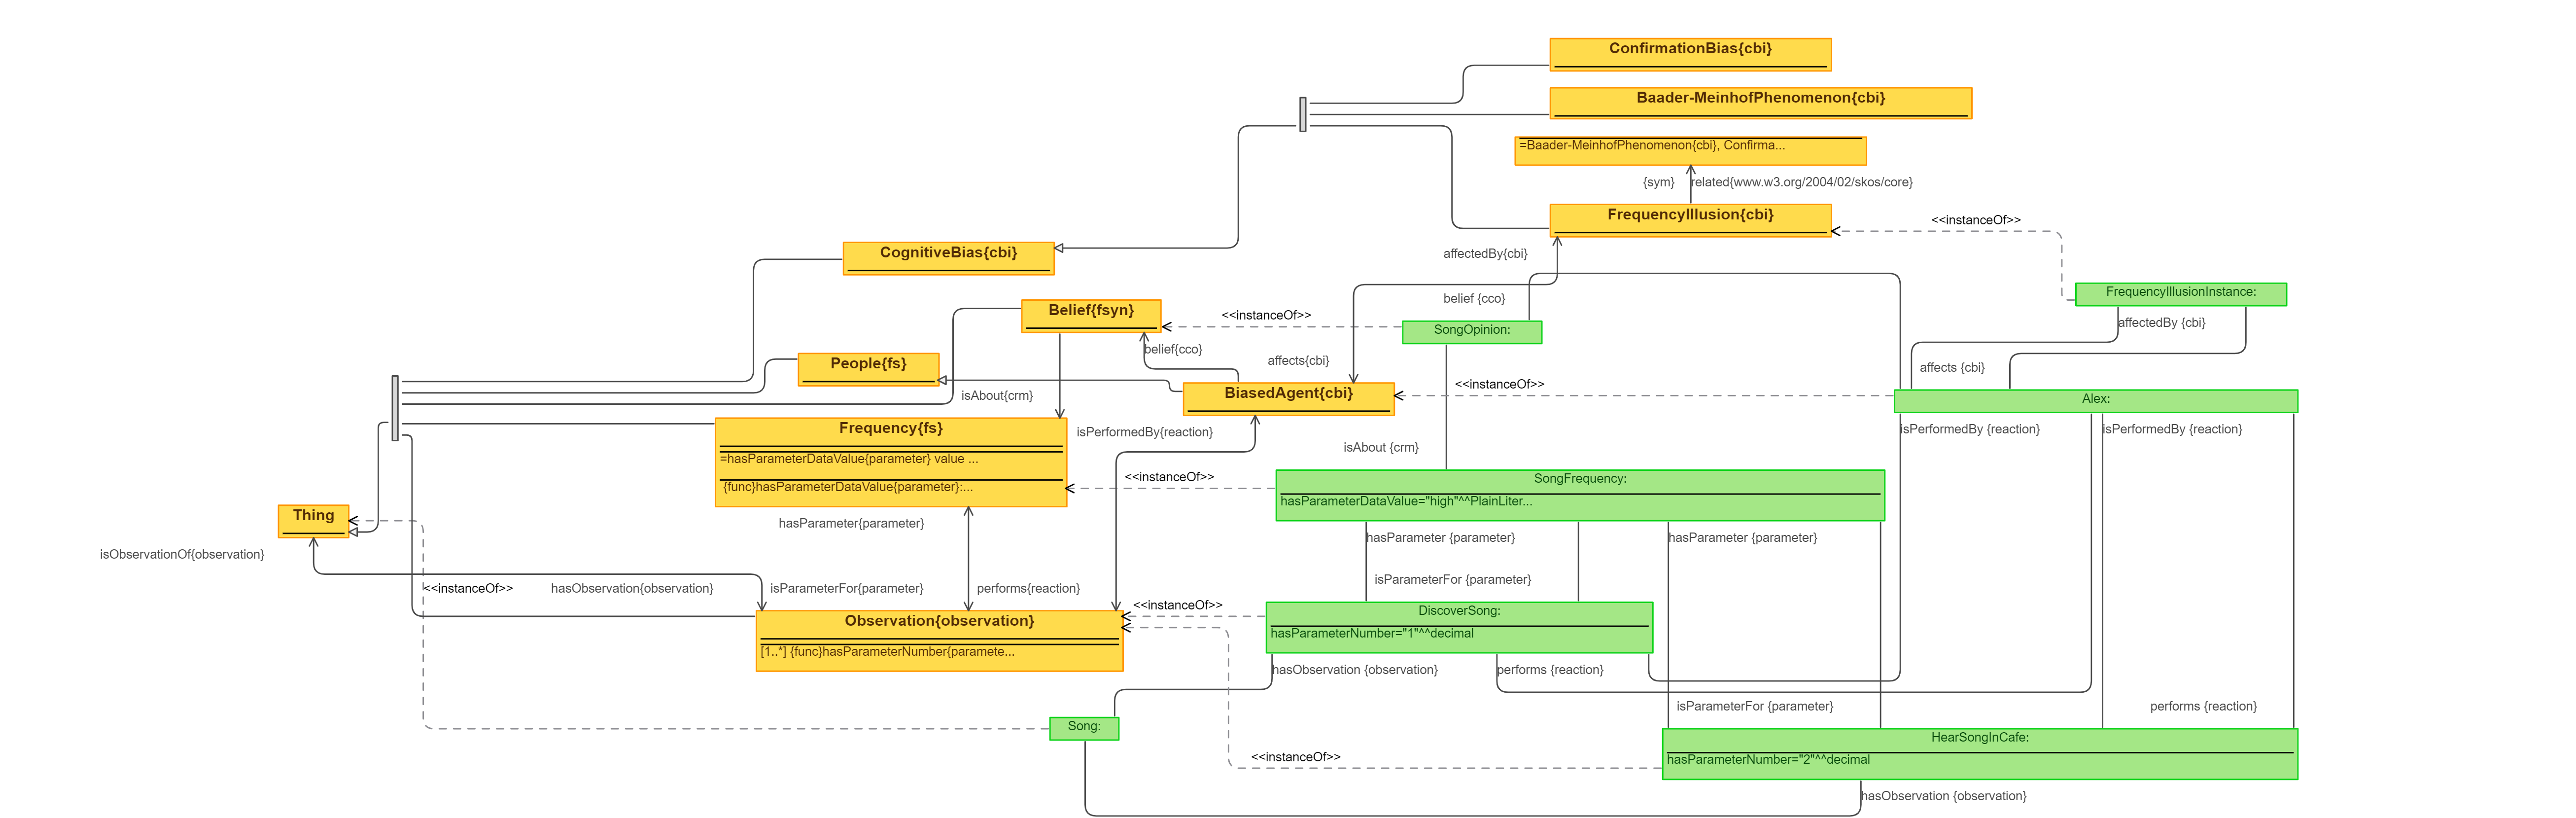 ConfirmationBias{cbi}
Baader-MeinhofPhenomenon{cbi}
=Baader-MeinhofPhenomenon{cbi}, Confirma...
{sym}
related{www.w3.org/2004/02/skos/core}
FrequencyIllusion{cbi}
<<instanceOf>>
CognitiveBias{cbi}
affectedBy{cbi}
FrequencyIllusionInstance:
belief {cco}
Belief{fsyn}
<<instanceOf>>
SongOpinion:
affectedBy {cbi}
belief{cco}
People{fs}
affects{cbi}
affects {cbi}
<<instanceOf>>
isAbout{crm}
BiasedAgent{cbi}
Alex:
Frequency{fs}
isPerformedBy{reaction}
isPerformedBy {reaction}
isPerformedBy {reaction}
isAbout {crm}
=hasParameterDataValue{parameter} value ...
<<instanceOf>>
SongFrequency:
{func}hasParameterDataValue{parameter}:...
hasParameterDataValue="high"^^PlainLiter...
Thing
hasParameter{parameter}
hasParameter {parameter}
hasParameter {parameter}
isObservationOf{observation}
isParameterFor {parameter}
<<instanceOf>>
hasObservation{observation}
isParameterFor{parameter}
performs{reaction}
<<instanceOf>>
DiscoverSong:
Observation{observation}
hasParameterNumber="1"^^decimal
[1..*] {func}hasParameterNumber{paramete...
hasObservation {observation}
performs {reaction}
isParameterFor {parameter}
performs {reaction}
Song:
HearSongInCafe:
<<instanceOf>>
hasParameterNumber="2"^^decimal
hasObservation {observation}